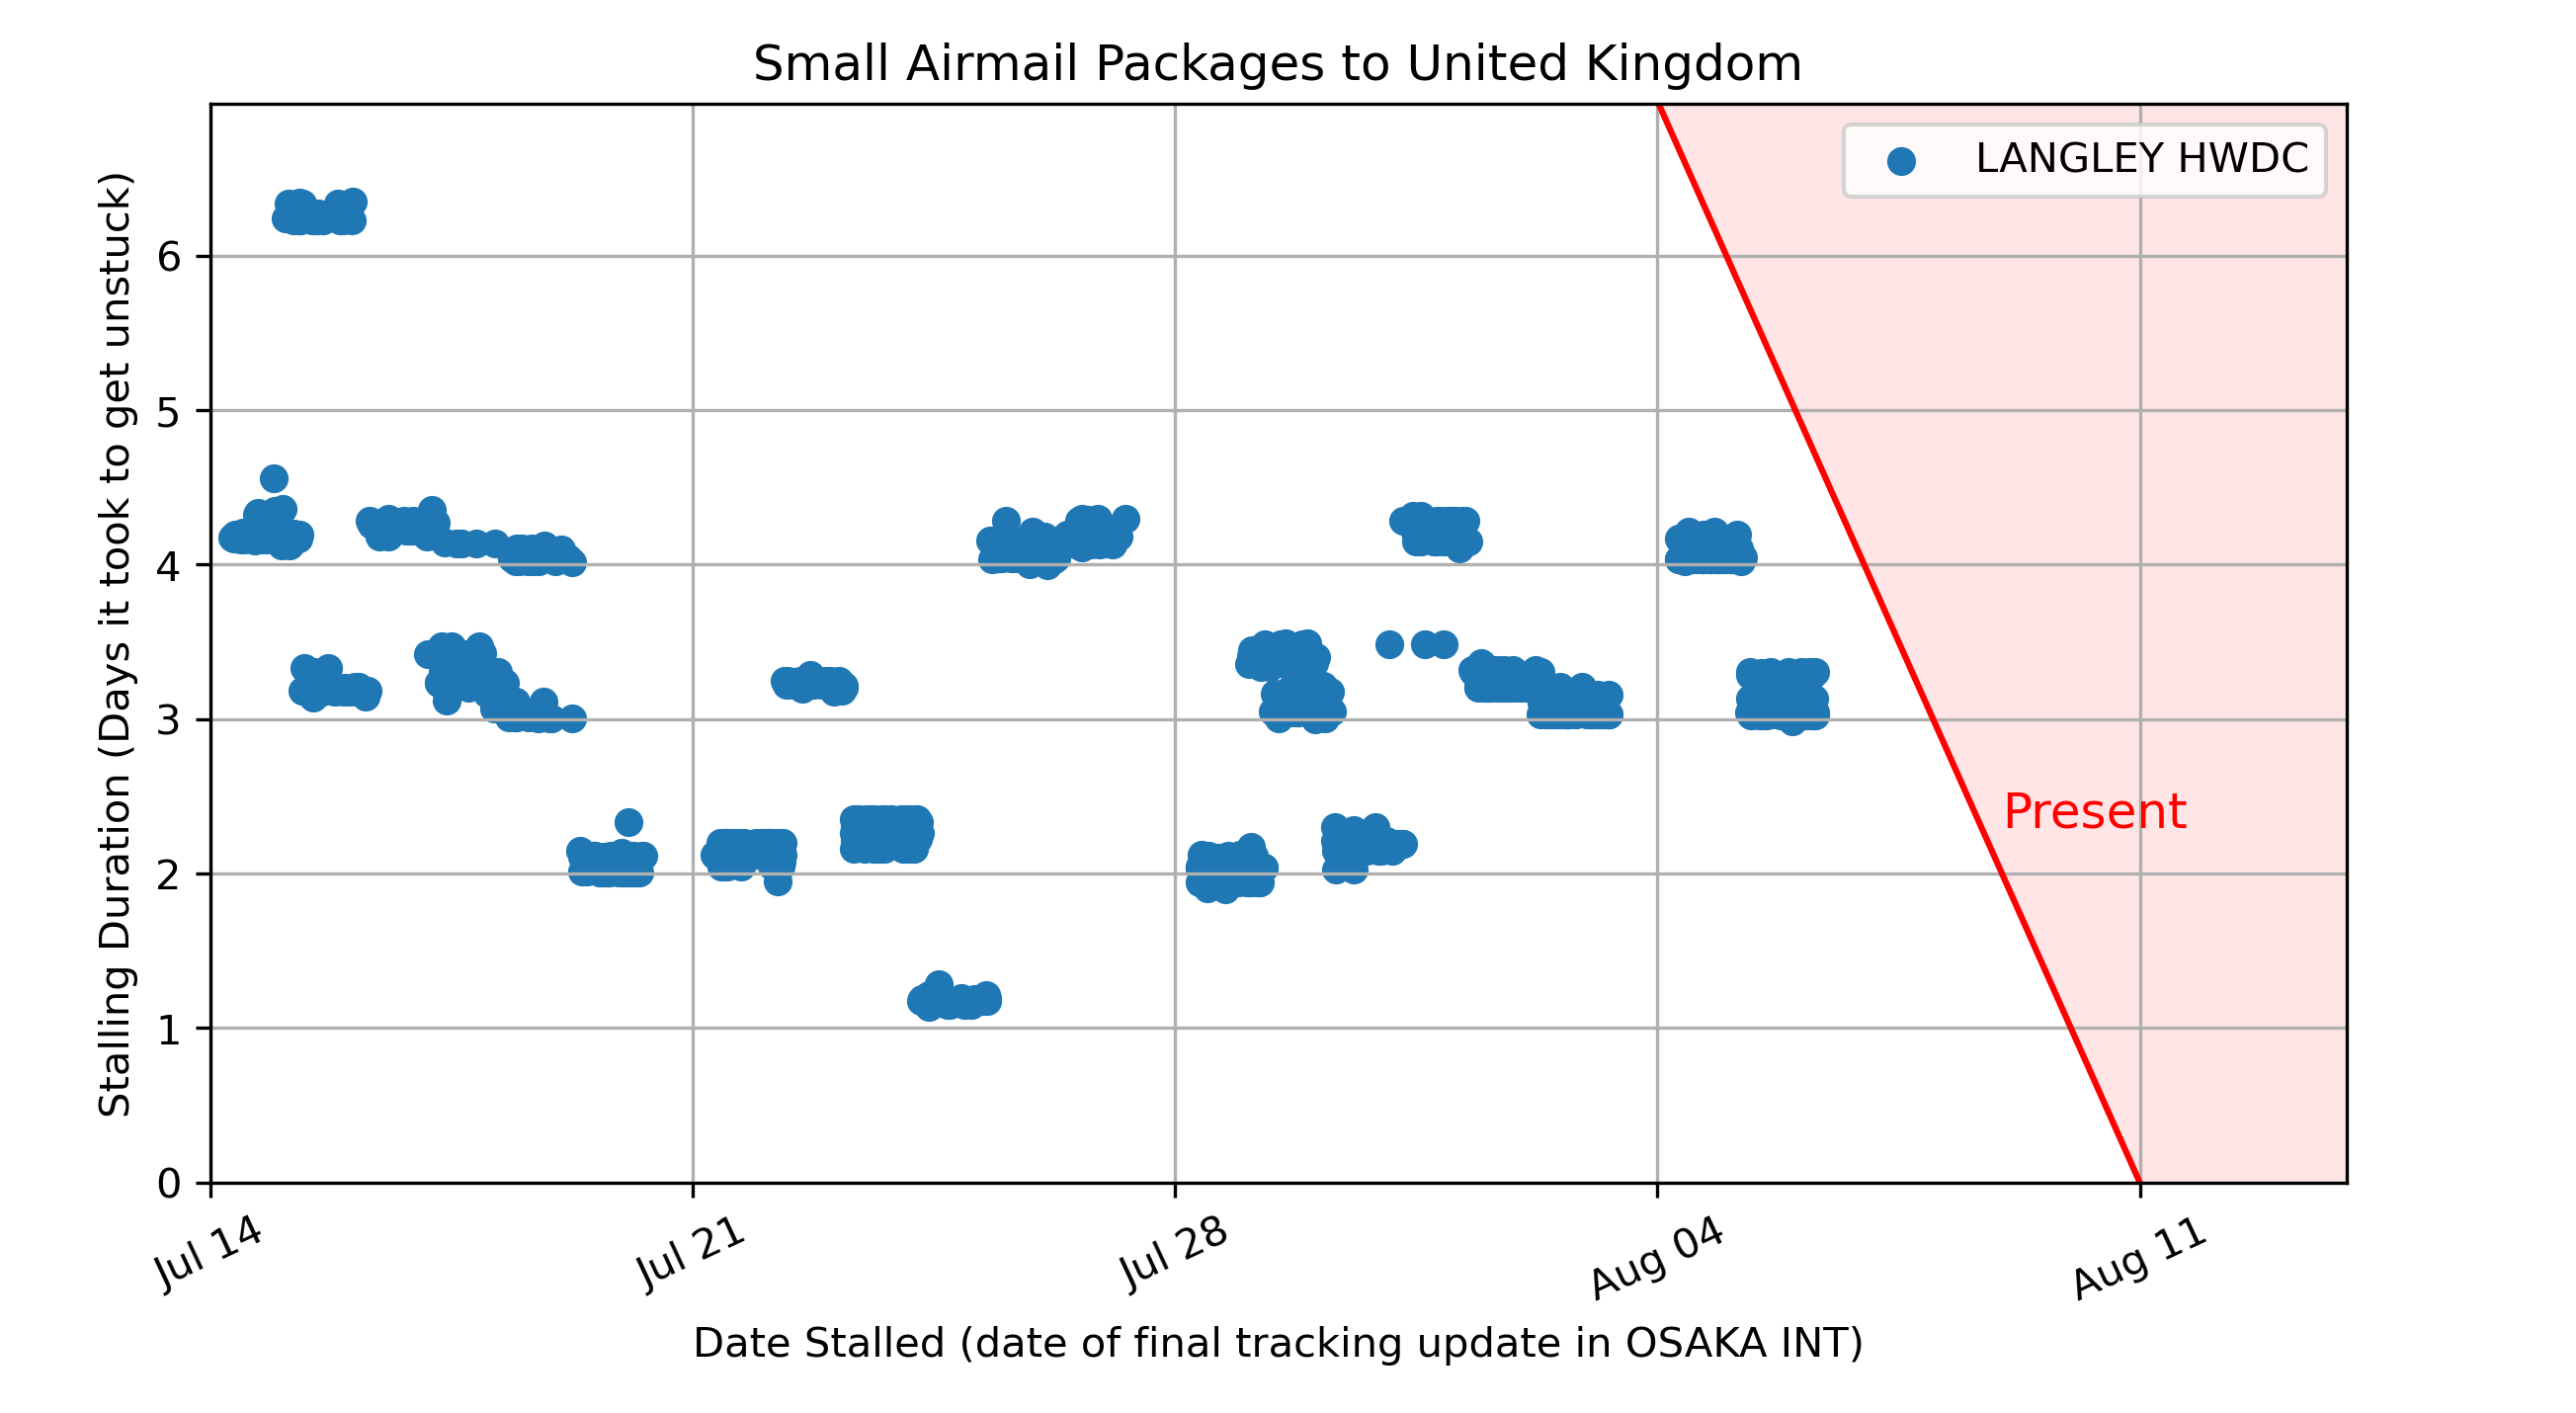 Small Airmail Packages to United Kingdom
LANGLEY HWDC
Stalling Duration (Days it took to get unstuck)
6
5
4
3
2
1
0
Present
Jul 14
Jul 21
Jul 28
Aug 04
Aug 11
Date Stalled (date of final tracking update in OSAKA INT)